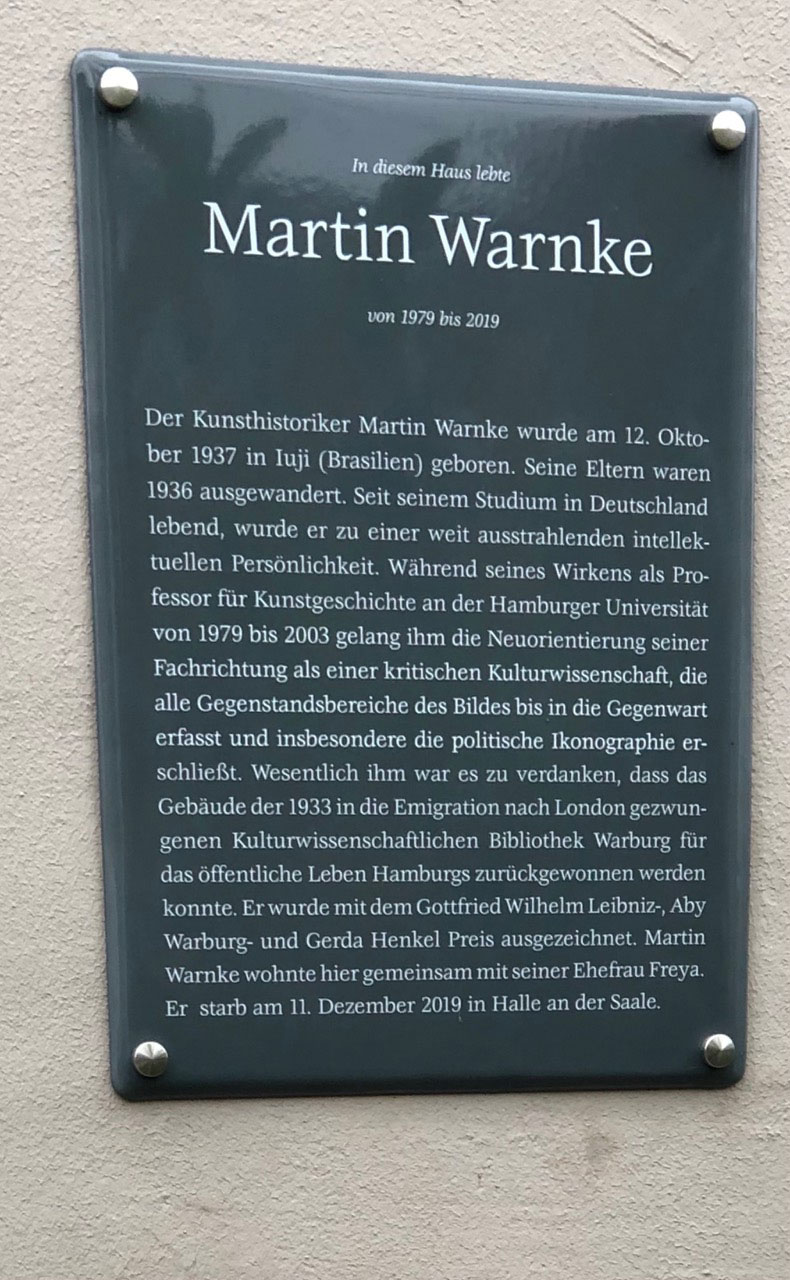 In diesem Haus lebte
Martin Warnke
von 1979 bis 2019
Der Kunsthistoriker Martin Warnke wurde am 12. Okto-
ber 1937 in Iuji (Brasilien) geboren. Seine Eltern waren
1936 ausgewandert. Seit seinem Studium in Deutschland
lebend, wurde er zu einer weit ausstrahlenden intellek-
tuellen Persönlichkeit. Während seines Wirkens als Pro-
fessor für Kunstgeschichte an der Hamburger Universität
von 1979 bis 2003 gelang ihm die Neuorientierung seiner
Fachrichtung als einer kritischen Kulturwissenschaft, die
alle Gegenstandsbereiche des Bildes bis in die Gegenwart
erfasst und insbesondere die politische Ikonographie er-
schließt. Wesentlich ihm war es zu verdanken, dass das
Gebäude der 1933 in die Emigration nach London gezwun-
genen Kulturwissenschaftlichen Bibliothek Warburg für
das öffentliche Leben Hamburgs zurückgewonnen werden
konnte. Er wurde mit dem Gottfried Wilhelm Leibniz-, Aby
Warburg- und Gerda Henkel Preis ausgezeichnet. Martin
Warnke wohnte hier gemeinsam mit seiner Ehefrau Freya.
Er starb am 11. Dezember 2019 in Halle an der Saale.